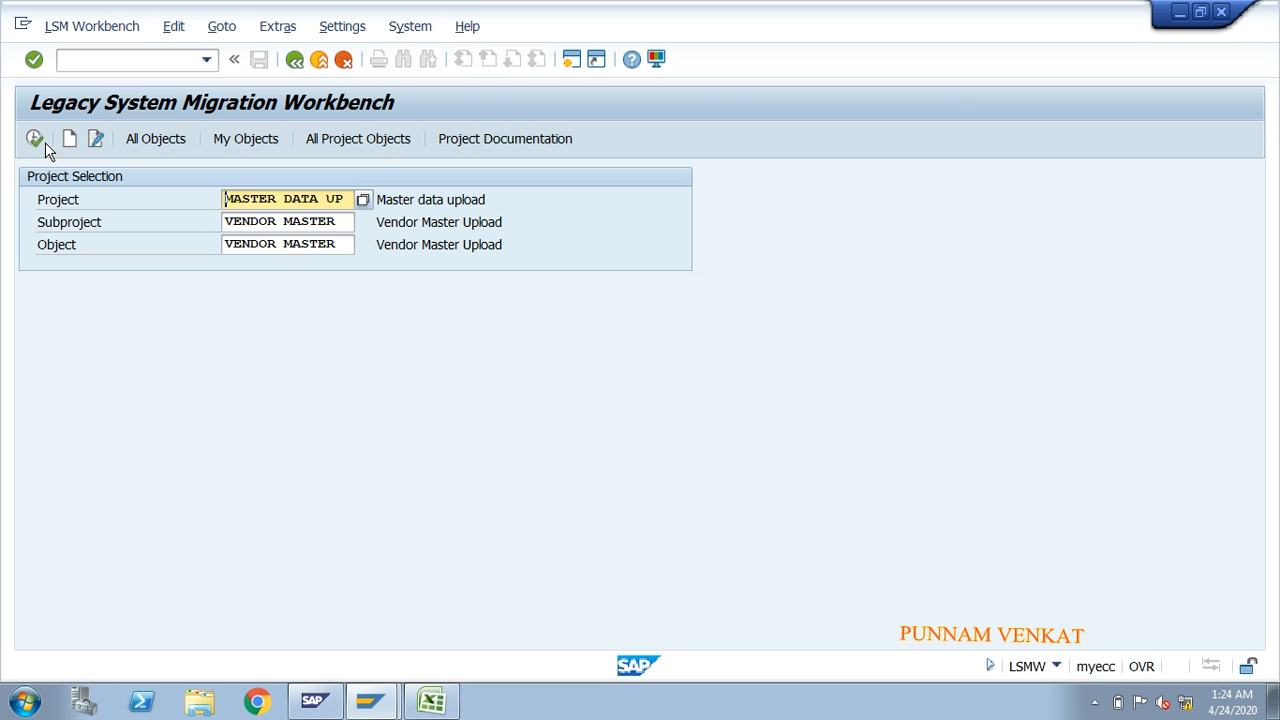 LSM Workbench Edit Goto Extras Settings System Help
Legacy System Migration Workbench
All Objects My Objects All Project Objects Project Documentation
Project Selection
Project MASTER DATA UP Master data upload
Subproject VENDOR MASTER Vendor Master Upload
Object VENDOR MASTER Vendor Master Upload
PUNNAM VENKAT
SAP LSMW myecc OVR
SAP 1:24 AM
4/24/2020